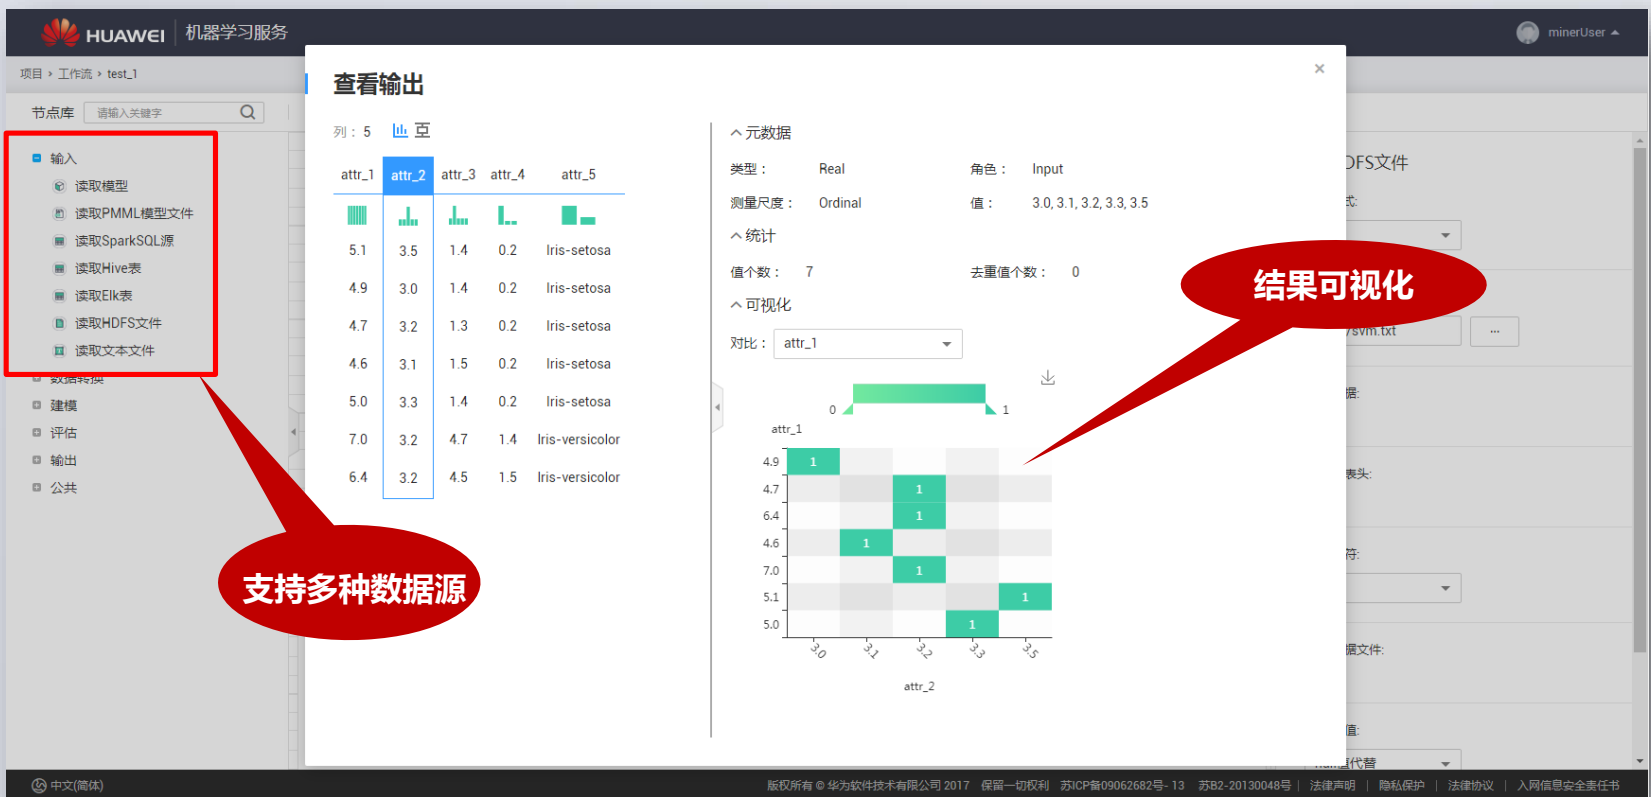 HUAWEI 机器学习服务
minerUser
项目 › 工作流 › test_1
节点库 请输入关键字
输入
读取模型
读取PMML模型文件
读取SparkSQL源
读取Hive表
读取Elk表
读取HDFS文件
读取文本文件
数据转换
建模
评估
输出
公共
支持多种数据源
查看输出
×
列： 5
attr_1 attr_2 attr_3 attr_4 attr_5
5.1 3.5 1.4 0.2 Iris-setosa
4.9 3.0 1.4 0.2 Iris-setosa
4.7 3.2 1.3 0.2 Iris-setosa
4.6 3.1 1.5 0.2 Iris-setosa
5.0 3.3 1.4 0.2 Iris-setosa
7.0 3.2 4.7 1.4 Iris-versicolor
6.4 3.2 4.5 1.5 Iris-versicolor
元数据
类型： Real 角色： Input
测量尺度： Ordinal 值： 3.0, 3.1, 3.2, 3.3, 3.5
统计
值个数： 7 去重值个数： 0
可视化
对比： attr_1
0 1
attr_1
4.9 1
4.7 1
6.4 1
4.6 1
7.0 1
5.1 1
5.0 1
3.0 3.1 3.2 3.3 3.5
attr_2
结果可视化
DFS文件
式:
/svm.txt ...
据:
表头:
符:
据文件:
值:
值代替
中文(简体)
版权所有 © 华为软件技术有限公司 2017 保留一切权利 苏ICP备09062682号- 13 苏B2-20130048号 | 法律声明 | 隐私保护 | 法律协议 | 入网信息安全责任书